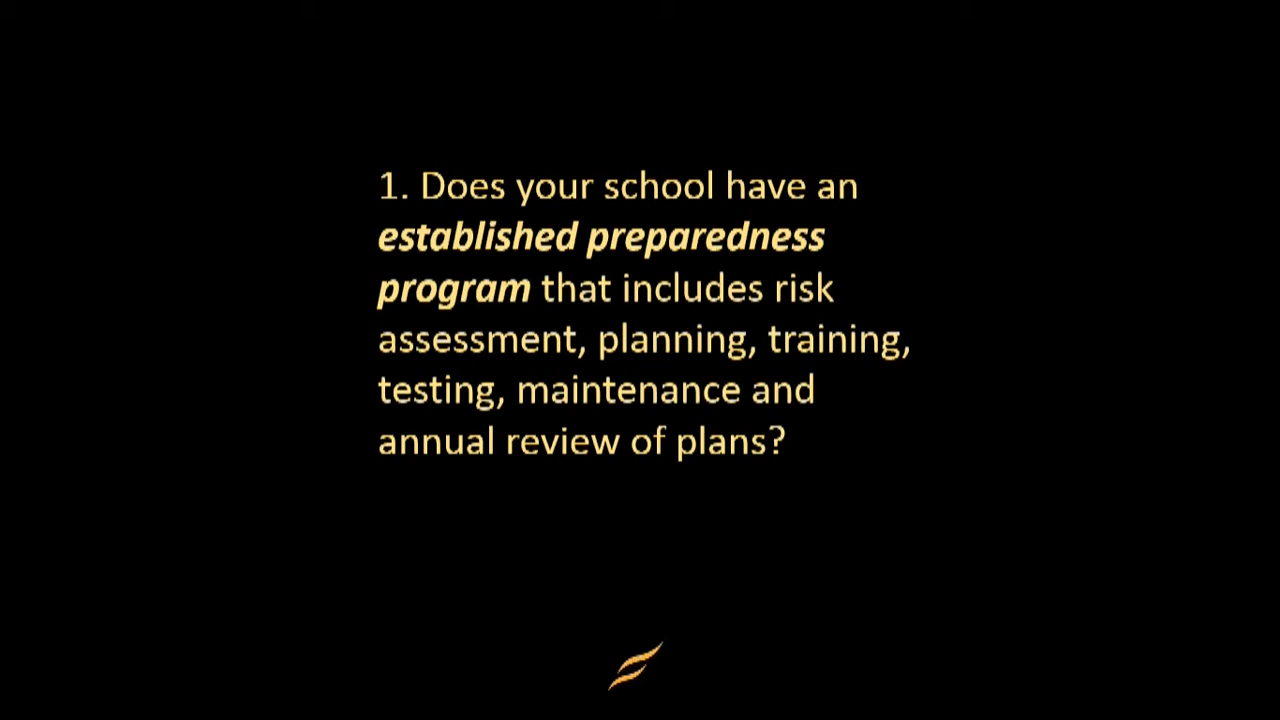 1. Does your school have an
established preparedness
program that includes risk
assessment, planning, training,
testing, maintenance and
annual review of plans?